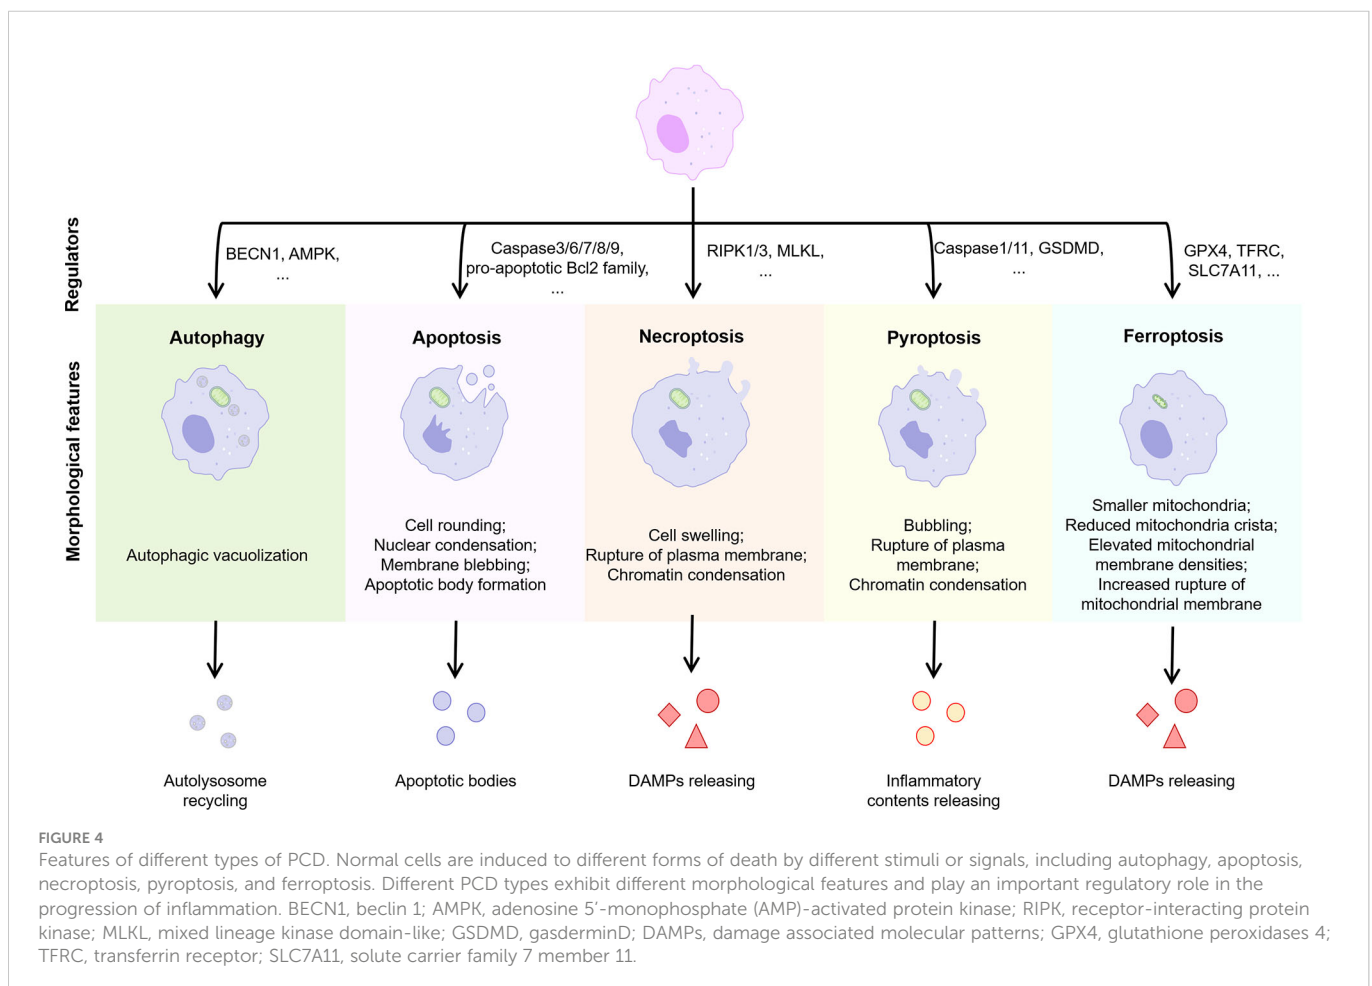 Regulators
BECN1, AMPK,
...
Caspase3/6/7/8/9,
pro-apoptotic Bcl2 family,
...
RIPK1/3, MLKL,
...
Caspase1/11, GSDMD,
...
GPX4, TFRC,
SLC7A11, ...
Morphological features
Autophagy
Autophagic vacuolization
Apoptosis
Cell rounding;
Nuclear condensation;
Membrane blebbing;
Apoptotic body formation
Necroptosis
Cell swelling;
Rupture of plasma membrane;
Chromatin condensation
Pyroptosis
Bubbling;
Rupture of plasma
membrane;
Chromatin condensation
Ferroptosis
Smaller mitochondria;
Reduced mitochondria crista;
Elevated mitochondrial
membrane densities;
Increased rupture of
mitochondrial membrane
Autolysosome
recycling
Apoptotic bodies
DAMPs releasing
Inflammatory
contents releasing
DAMPs releasing
FIGURE 4
Features of different types of PCD. Normal cells are induced to different forms of death by different stimuli or signals, including autophagy, apoptosis,
necroptosis, pyroptosis, and ferroptosis. Different PCD types exhibit different morphological features and play an important regulatory role in the
progression of inflammation. BECN1, beclin 1; AMPK, adenosine 5′-monophosphate (AMP)-activated protein kinase; RIPK, receptor-interacting protein
kinase; MLKL, mixed lineage kinase domain-like; GSDMD, gasderminD; DAMPs, damage associated molecular patterns; GPX4, glutathione peroxidases 4;
TFRC, transferrin receptor; SLC7A11, solute carrier family 7 member 11.